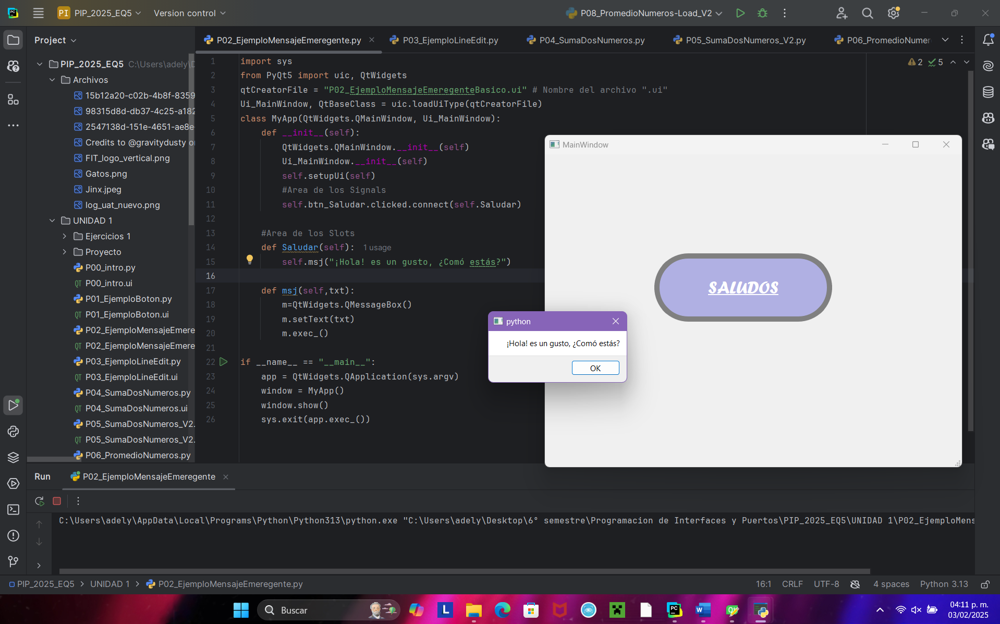 PI PIP_2025_EQ5 Version control P08_PromedioNumeros-Load_V2
Project
P02_EjemploMensajeEmeregente.py P03_EjemploLineEdit.py P04_SumaDosNumeros.py P05_SumaDosNumeros_V2.py P06_PromedioNumer
PIP_2025_EQ5 C:\Users\adely\D
Archivos
15b12a20-c02b-4b8f-8359
98315d8d-db37-4c25-a182
2547138d-151e-4651-ae8e-
Credits to @gravitydusty o
FIT_logo_vertical.png
Gatos.png
Jinx.jpeg
log_uat_nuevo.png
UNIDAD 1
Ejercicios 1
Proyecto
P00_intro.py
P00_intro.ui
P01_EjemploBoton.py
P01_EjemploBoton.ui
P02_EjemploMensajeEmere
P02_EjemploMensajeEmere
P03_EjemploLineEdit.py
P03_EjemploLineEdit.ui
P04_SumaDosNumeros.py
P04_SumaDosNumeros.ui
P05_SumaDosNumeros_V2.
P05_SumaDosNumeros_V2.
P06_PromedioNumeros.py
2 5
1 import sys
2 from PyQt5 import uic, QtWidgets
3 qtCreatorFile = "P02_EjemploMensajeEmeregenteBasico.ui" # Nombre del archivo ".ui"
4 Ui_MainWindow, QtBaseClass = uic.loadUiType(qtCreatorFile)
5 class MyApp(QtWidgets.QMainWindow, Ui_MainWindow):
6 def __init__(self):
7 QtWidgets.QMainWindow.__init__(self)
8 Ui_MainWindow.__init__(self)
9 self.setupUi(self)
10 #Area de los Signals
11 self.btn_Saludar.clicked.connect(self.Saludar)
12
13 #Area de los Slots
14 def Saludar(self): 1 usage
15 self.msj("¡Hola! es un gusto, ¿Comó estás?")
16
17 def msj(self,txt):
18 m=QtWidgets.QMessageBox()
19 m.setText(txt)
20 m.exec_()
21
22 if __name__ == "__main__":
23 app = QtWidgets.QApplication(sys.argv)
24 window = MyApp()
25 window.show()
26 sys.exit(app.exec_())
MainWindow
SALUDOS
python
¡Hola! es un gusto, ¿Comó estás?
OK
Run P02_EjemploMensajeEmeregente
C:\Users\adely\AppData\Local\Programs\Python\Python313\python.exe "C:\Users\adely\Desktop\6° semestre\Programacion de Interfaces y Puertos\PIP_2025_EQ5\UNIDAD 1\P02_EjemploMens
PIP_2025_EQ5 > UNIDAD 1 > P02_EjemploMensajeEmeregente.py 16:1 CRLF UTF-8 4 spaces Python 3.13
Buscar
04:11 p. m.
03/02/2025